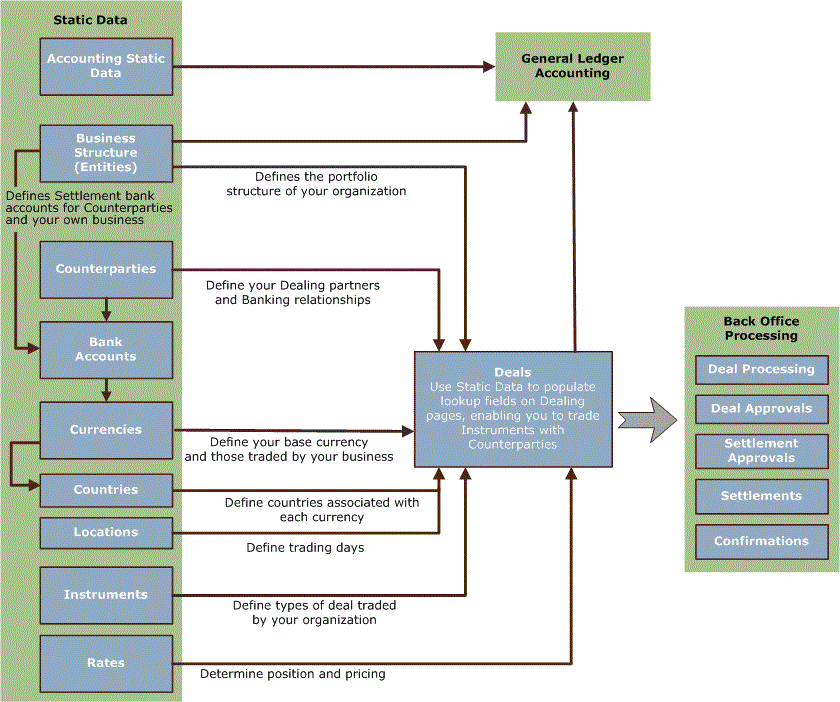 Static Data
Accounting Static
Data
General Ledger
Accounting
Business
Structure
(Entities)
Defines the portfolio
structure of your organization
Defines Settlement bank
accounts for Counterparties
and your own business
Counterparties
Define your Dealing partners
and Banking relationships
Bank
Accounts
Deals
Use Static Data to populate
lookup fields on Dealing
pages, enabling you to trade
Instruments with
Counterparties
Currencies
Define your base currency
and those traded by your business
Countries
Define countries associated with
each currency
Locations
Define trading days
Instruments
Define types of deal traded
by your organization
Rates
Determine position and pricing
Back Office
Processing
Deal Processing
Deal Approvals
Settlement
Approvals
Settlements
Confirmations